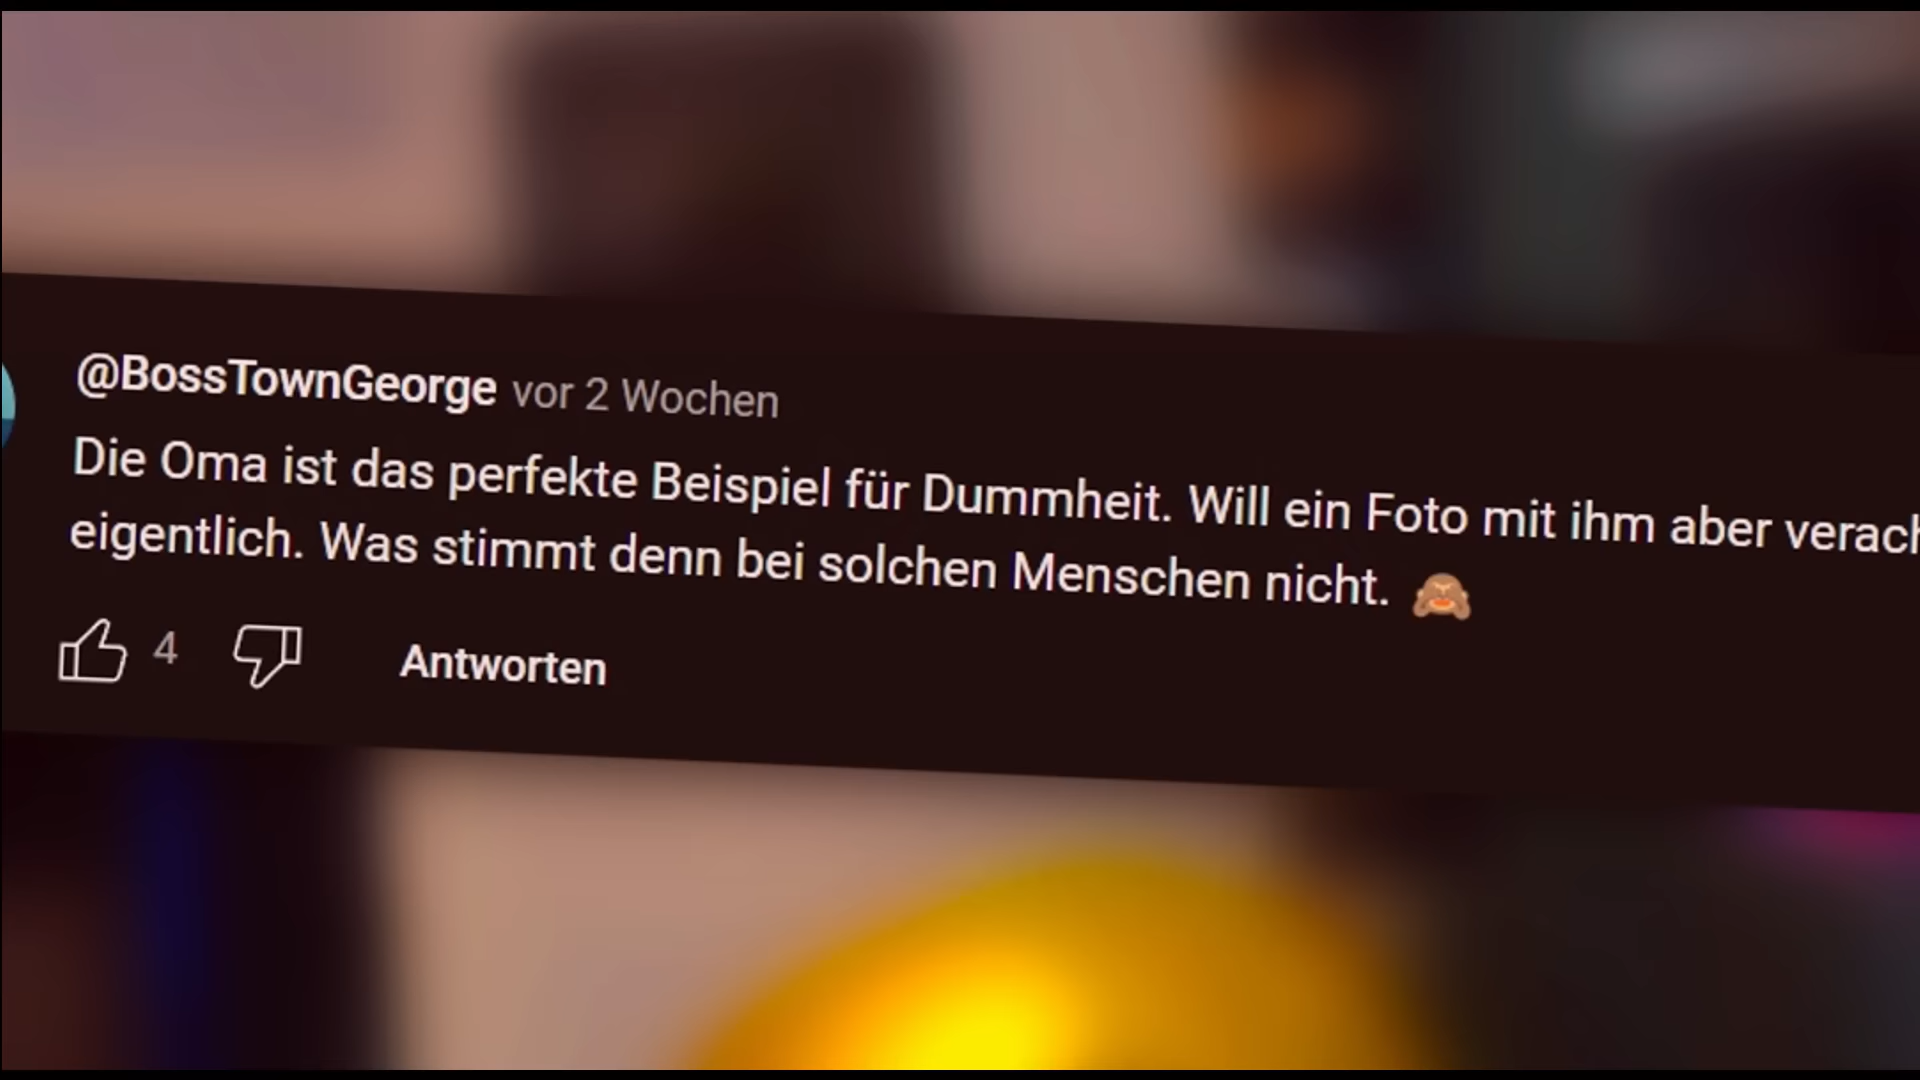 @BossTownGeorge vor 2 Wochen
Die Oma ist das perfekte Beispiel für Dummheit. Will ein Foto mit ihm aber
eigentlich. Was stimmt denn bei solchen Menschen nicht. 🙈
4 Antworten